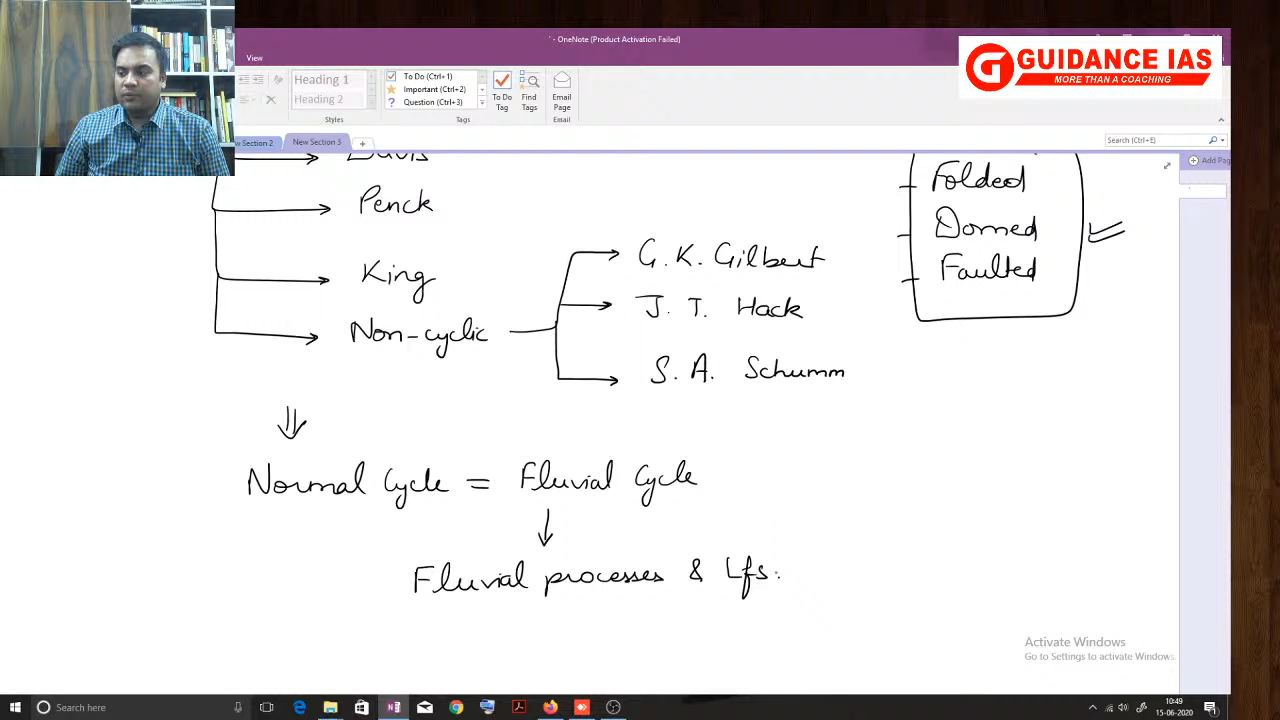 - OneNote (Product Activation Failed)
GUIDANCE IAS
MORE THAN A COACHING
View
Heading 1
Heading 2
To Do (Ctrl+1)
Important (Ctrl+2)
Question (Ctrl+3)
To Do Tag
Find Tags
Email Page
Styles
Tags
Email
New Section 2
New Section 3
Search (Ctrl+E)
Add Page
Davis
Penck
King
Non-cyclic
G. K. Gilbert
J. T. Hack
S. A. Schumm
Folded
Domed
Faulted
Normal Cycle = Fluvial Cycle
Fluvial processes & Lfs.
Activate Windows
Go to Settings to activate Windows.
Search here
10:49
15-06-2020